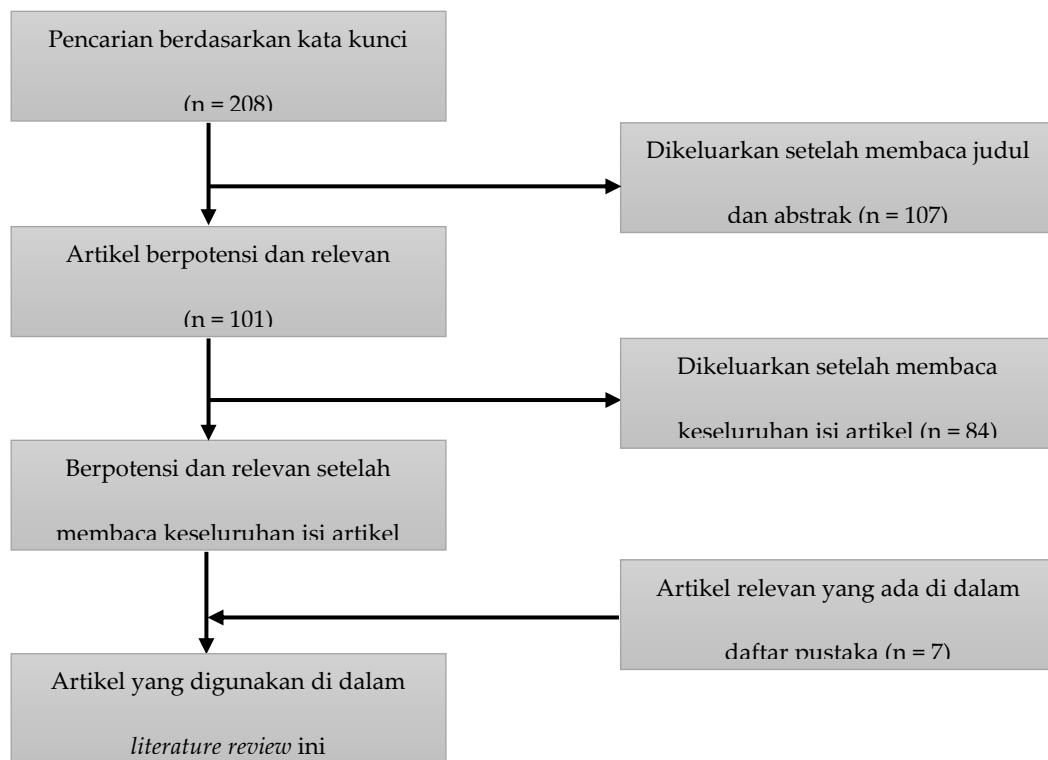 Pencarian berdasarkan kata kunci
(n = 208)
Dikeluarkan setelah membaca judul
dan abstrak (n = 107)
Artikel berpotensi dan relevan
(n = 101)
Dikeluarkan setelah membaca
keseluruhan isi artikel (n = 84)
Berpotensi dan relevan setelah
membaca keseluruhan isi artikel
Artikel relevan yang ada di dalam
daftar pustaka (n = 7)
Artikel yang digunakan di dalam
literature review ini